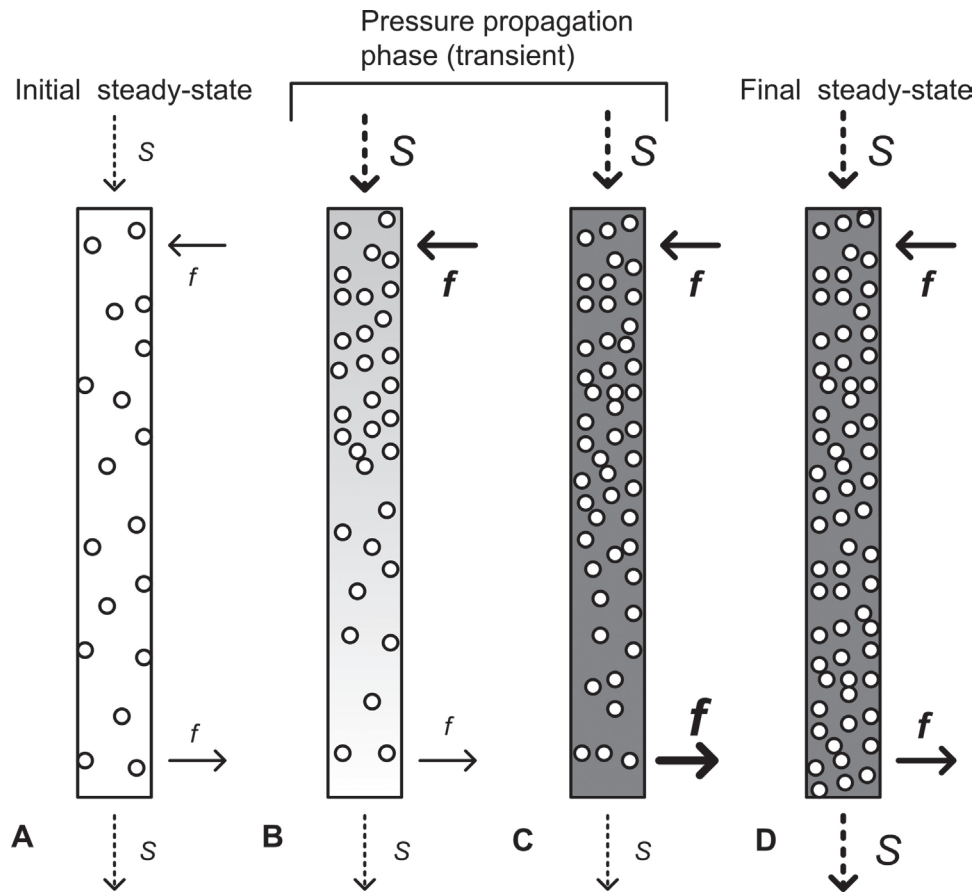 Pressure propagation
phase (transient)
Initial steady-state
Final steady-state
S
S
S
S
f
f
f
f
f
f
f
f
A
B
C
D
S
S
S
S